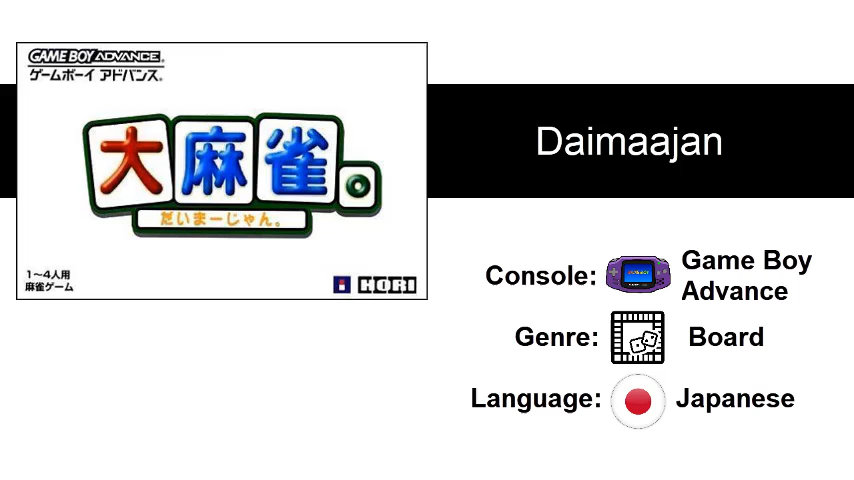 GAME BOY ADVANCE
ゲームボーイ アドバンス
大麻雀。
だいまーじゃん。
1～4人用
麻雀ゲーム
HORI
Daimaajan
Console: Game Boy Advance
Genre: Board
Language: Japanese